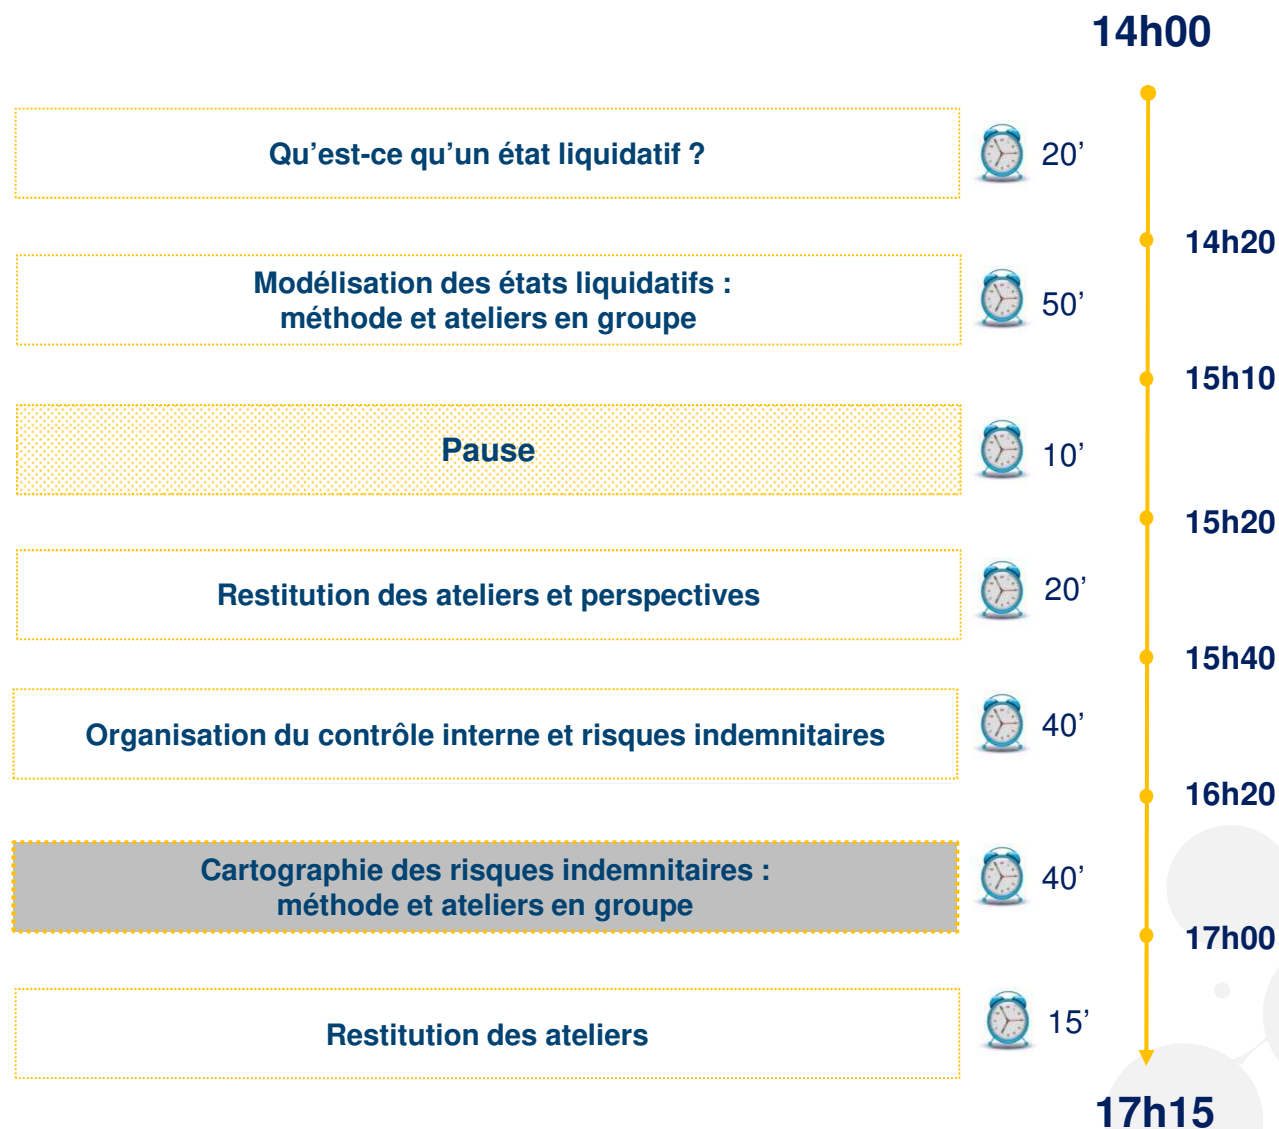 14h00
Qu’est-ce qu’un état liquidatif ?
20’
14h20
Modélisation des états liquidatifs :
méthode et ateliers en groupe
50’
15h10
Pause
10’
15h20
Restitution des ateliers et perspectives
20’
15h40
Organisation du contrôle interne et risques indemnitaires
40’
16h20
Cartographie des risques indemnitaires :
méthode et ateliers en groupe
40’
17h00
Restitution des ateliers
15’
17h15